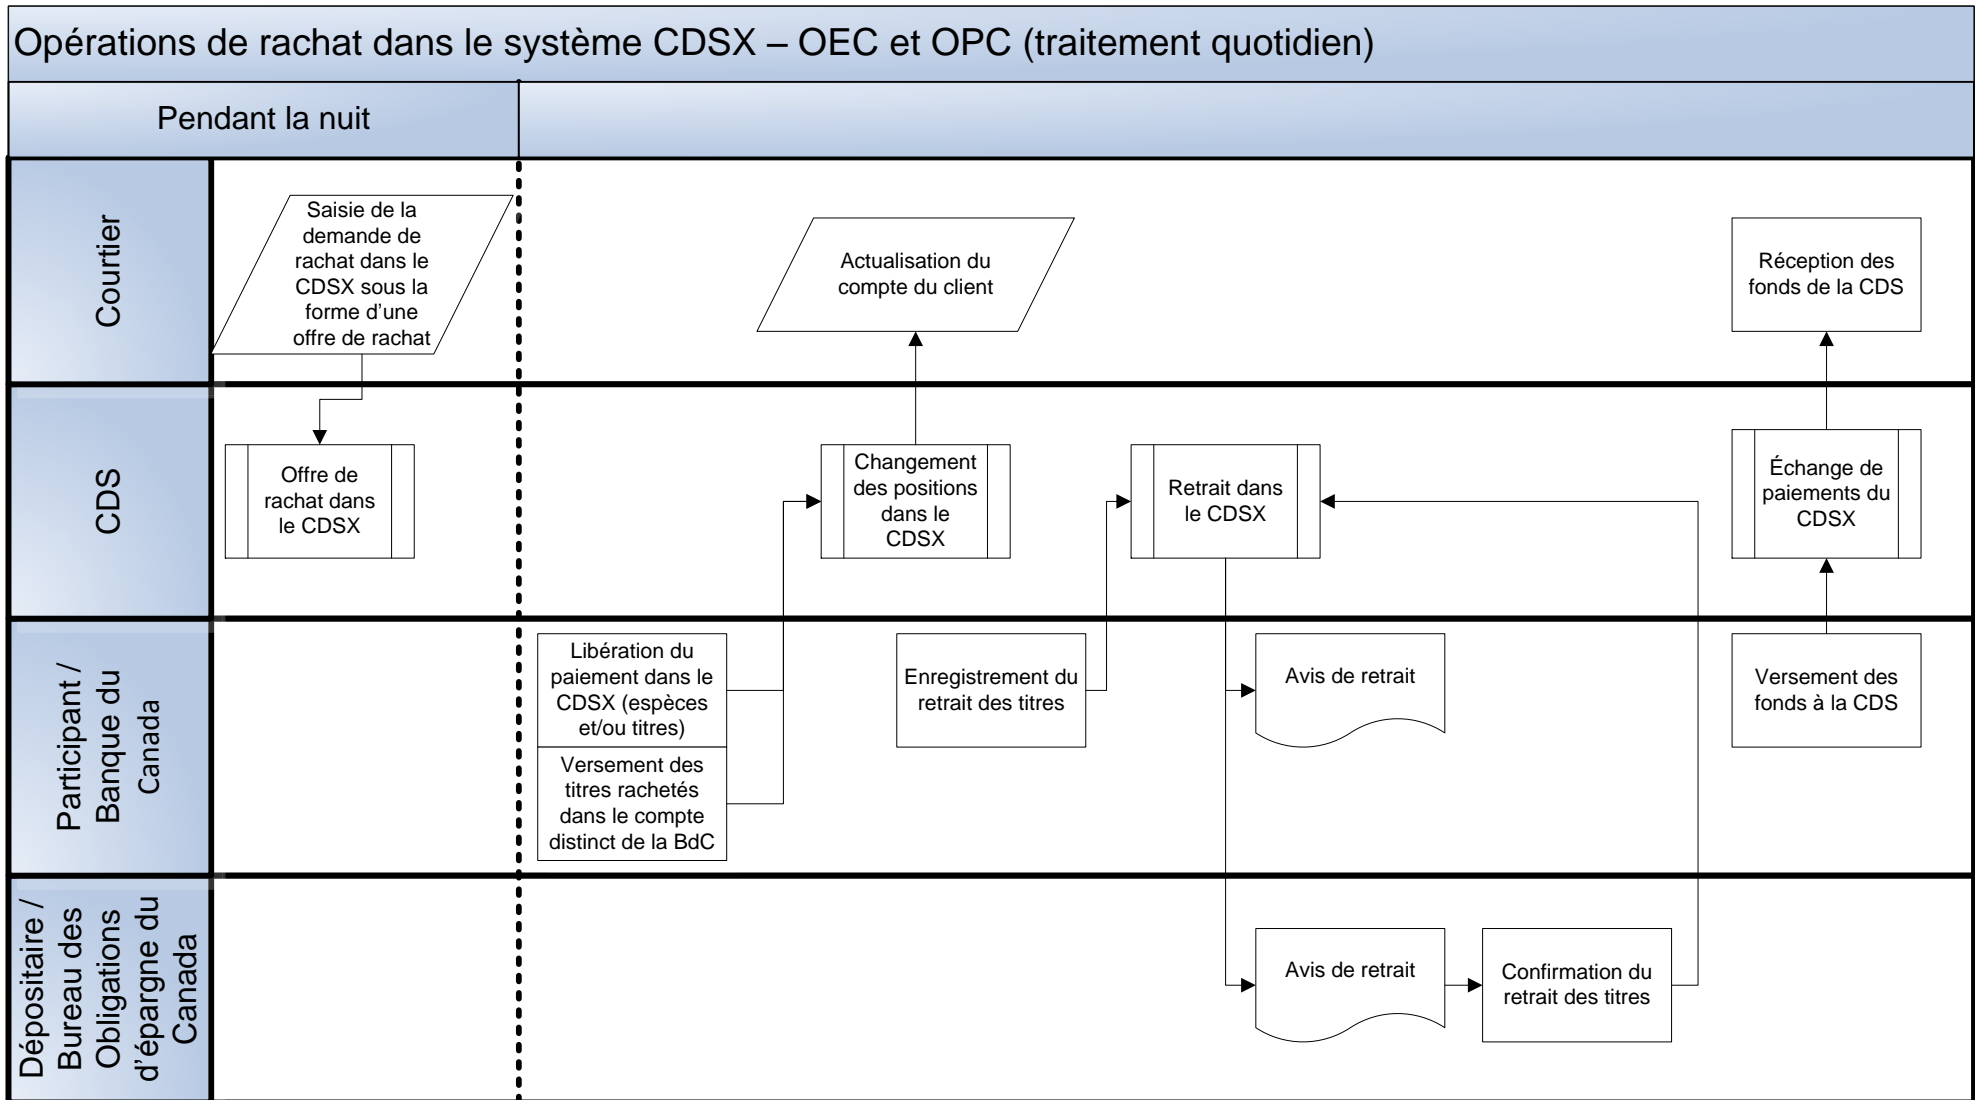 Opérations de rachat dans le système CDSX – OEC et OPC (traitement quotidien)
Pendant la nuit
Courtier
Saisie de la
demande de
rachat dans le
CDSX sous la
forme d’une
offre de rachat
Actualisation du
compte du client
Réception des
fonds de la CDS
CDS
Offre de
rachat dans
le CDSX
Changement
des positions
dans le
CDSX
Retrait dans
le CDSX
Échange de
paiements du
CDSX
Participant /
Banque du
Canada
Libération du
paiement dans le
CDSX (espèces
et/ou titres)
Versement des
titres rachetés
dans le compte
distinct de la BdC
Enregistrement du
retrait des titres
Avis de retrait
Versement des
fonds à la CDS
Dépositaire /
Bureau des
Obligations
d’épargne du
Canada
Avis de retrait
Confirmation du
retrait des titres